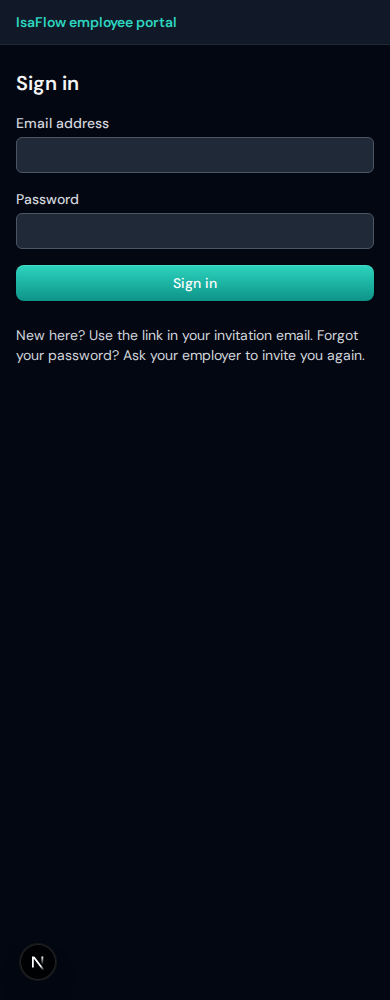 IsaFlow employee portal
Sign in
Email address
Password
Sign in
New here? Use the link in your invitation email. Forgot
your password? Ask your employer to invite you again.
N